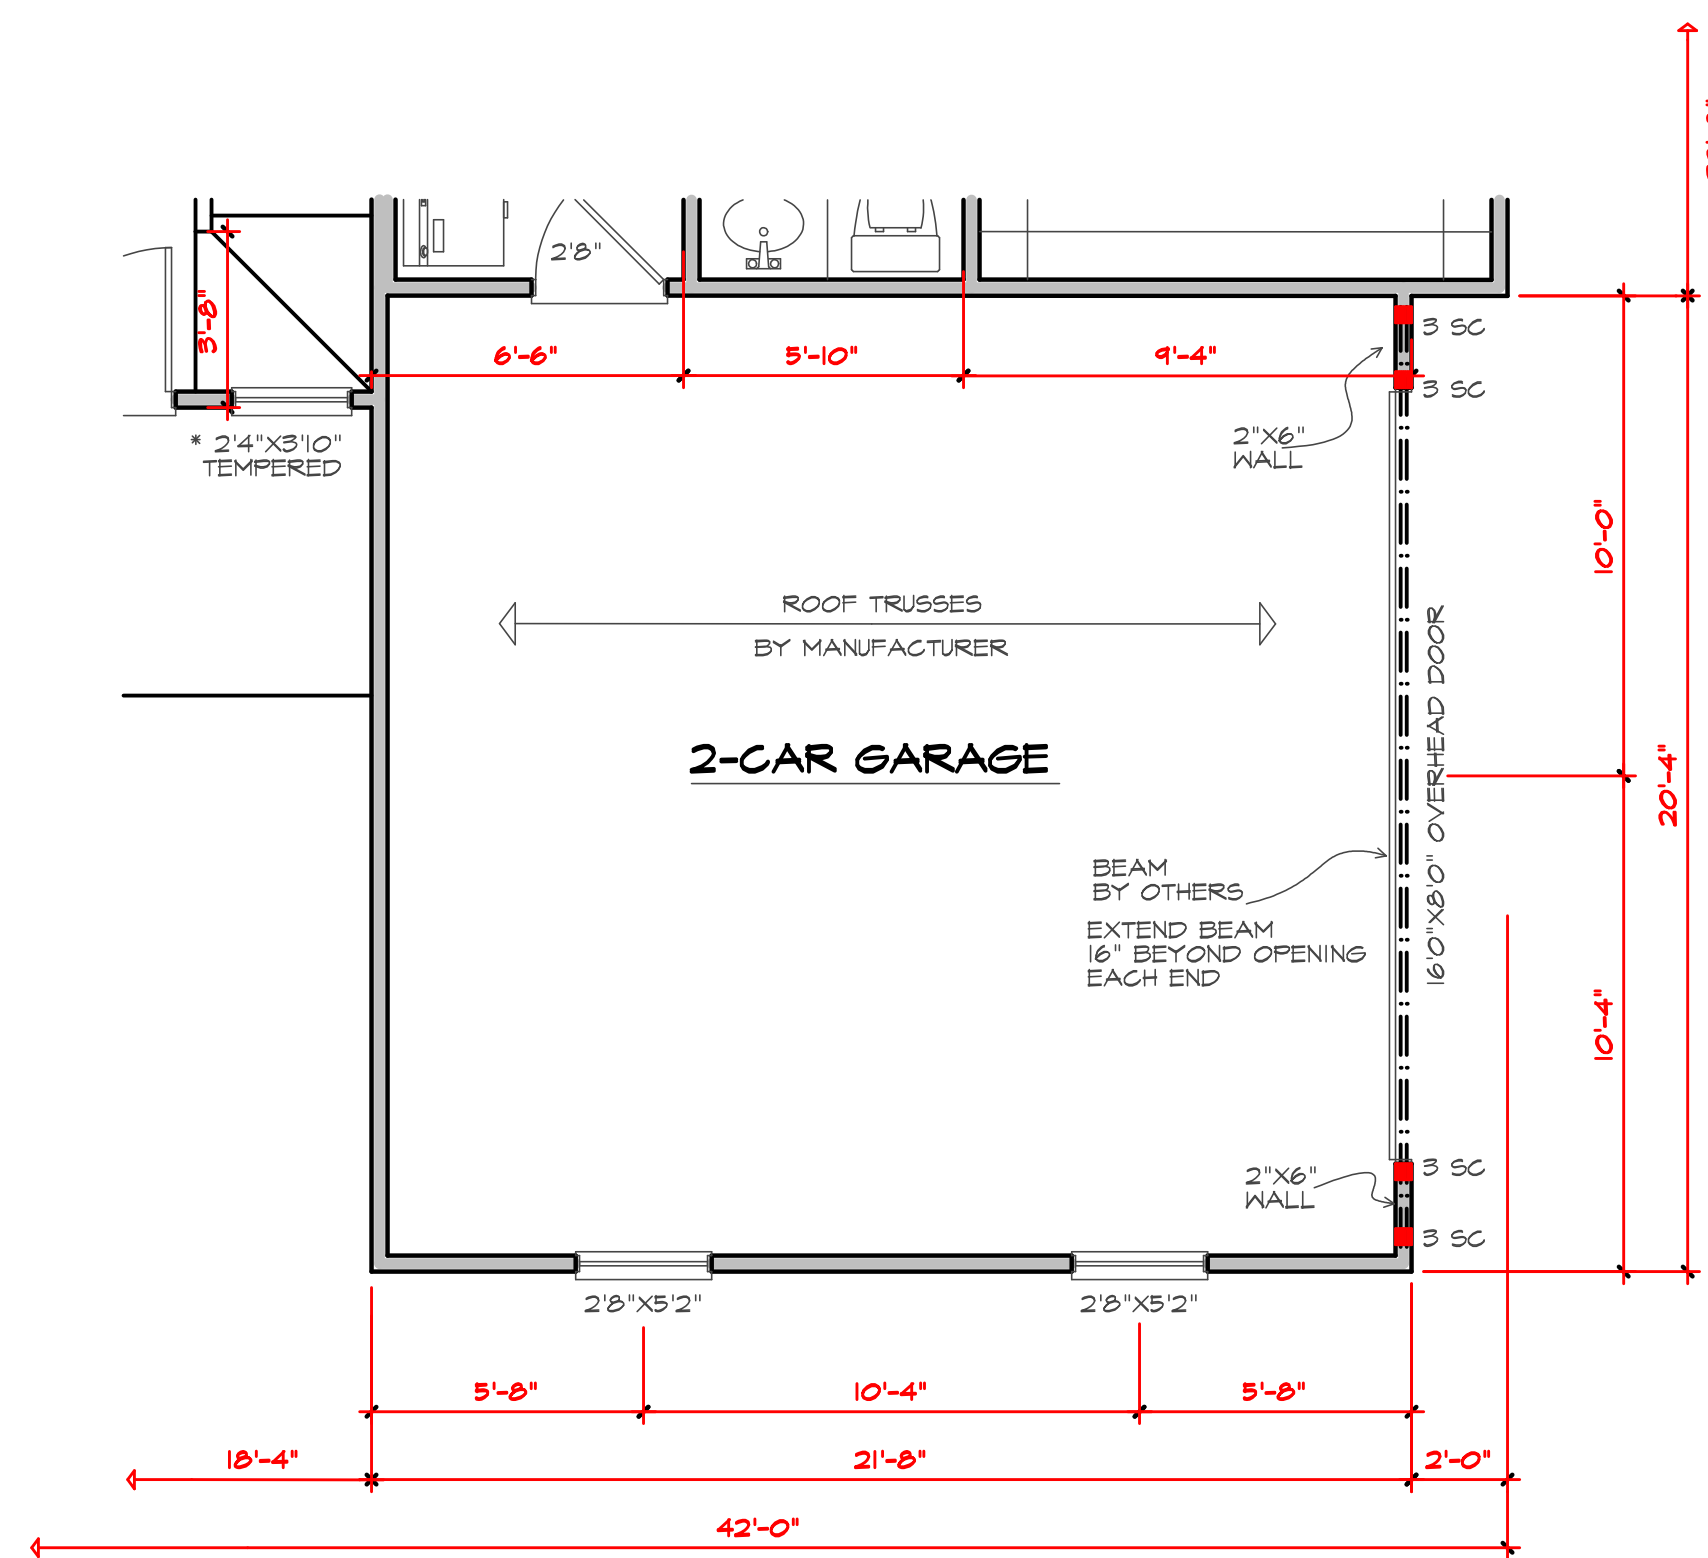 2'8"
3'-8"
3 SC
6'-6"
5'-10"
9'-4"
3 SC
* 2'4"X3'10"
TEMPERED
2"X6"
WALL
10'-0"
ROOF TRUSSES
BY MANUFACTURER
2-CAR GARAGE
16'0"X8'0" OVERHEAD DOOR
20'-4"
BEAM
BY OTHERS
EXTEND BEAM
16" BEYOND OPENING
EACH END
10'-4"
3 SC
2"X6"
WALL
3 SC
2'8"X5'2"
2'8"X5'2"
5'-8"
10'-4"
5'-8"
18'-4"
21'-8"
2'-0"
42'-0"